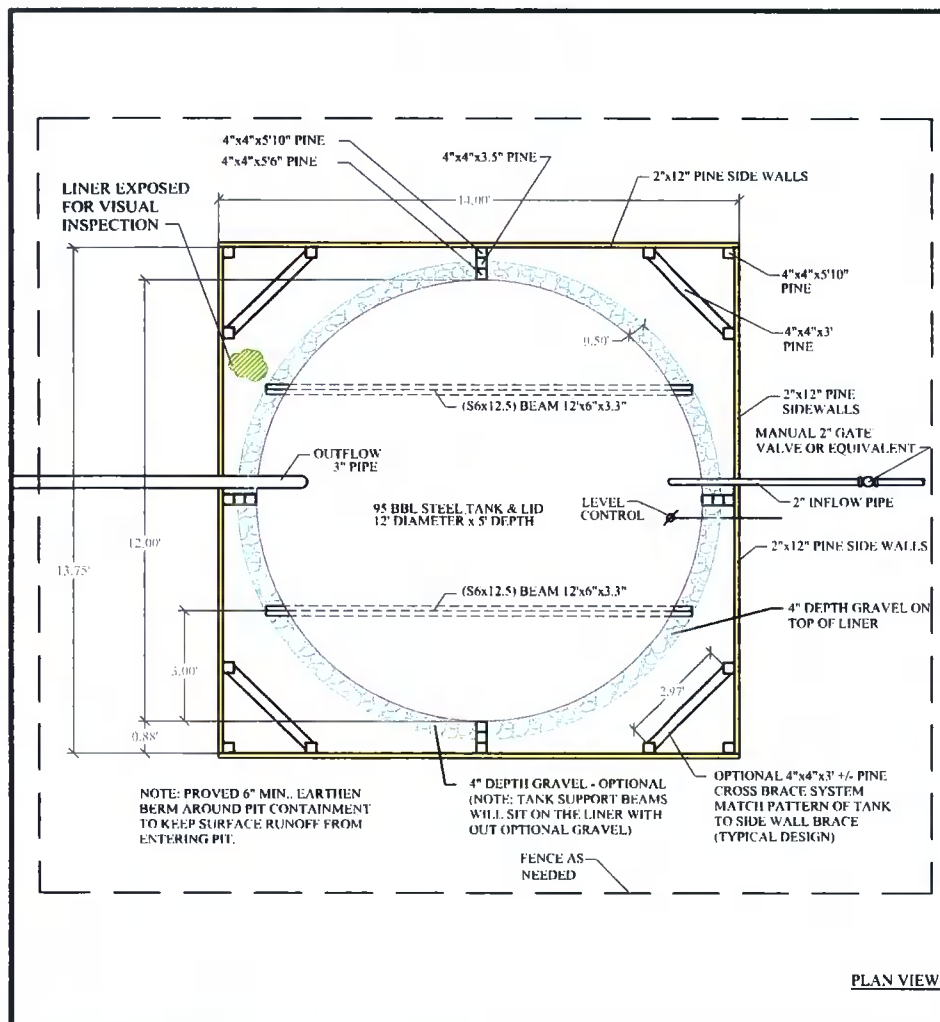 4"x4"x5'10" PINE
4"x4"x5'6" PINE
4"x4"x3.5" PINE
2"x12" PINE SIDE WALLS
LINER EXPOSED
FOR VISUAL
INSPECTION
14.00'
4"x4"x5'10"
PINE
4"x4"x3'
PINE
0.50'
(S6x12.5) BEAM 12'x6"x3.3"
2"x12" PINE
SIDEWALLS
MANUAL 2" GATE
VALVE OR EQUIVALENT
OUTFLOW
3" PIPE
95 BBL STEEL TANK & LID
12' DIAMETER x 5' DEPTH
LEVEL
CONTROL
2" INFLOW PIPE
12.00'
13.75'
2"x12" PINE SIDE WALLS
(S6x12.5) BEAM 12'x6"x3.3"
4" DEPTH GRAVEL ON
TOP OF LINER
3.00'
2.97'
0.88'
NOTE: PROVED 6" MIN.. EARTHEN
BERM AROUND PIT CONTAINMENT
TO KEEP SURFACE RUNOFF FROM
ENTERING PIT.
4" DEPTH GRAVEL - OPTIONAL
(NOTE: TANK SUPPORT BEAMS
WILL SIT ON THE LINER WITH
OUT OPTIONAL GRAVEL)
OPTIONAL 4"x4"x3' +/- PINE
CROSS BRACE SYSTEM
MATCH PATTERN OF TANK
TO SIDE WALL BRACE
(TYPICAL DESIGN)
FENCE AS
NEEDED
PLAN VIEW